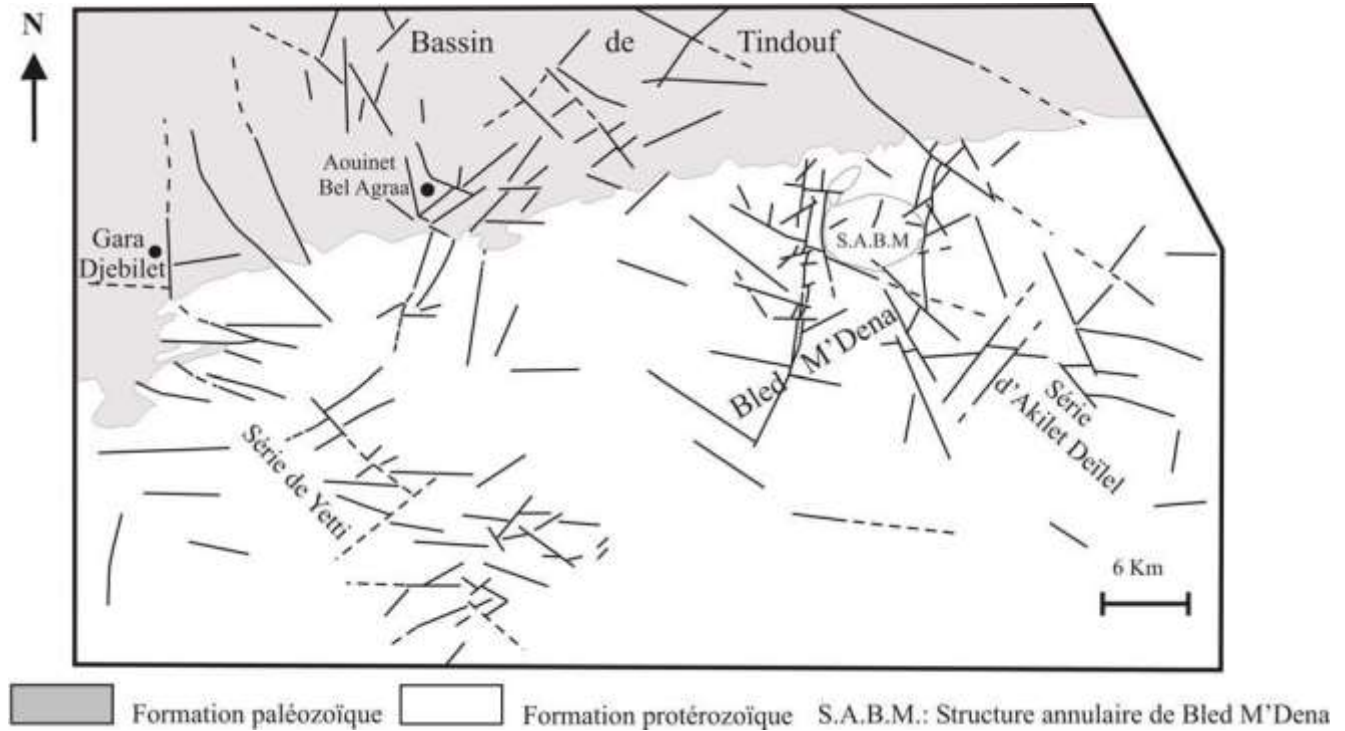 N
Bassin de Tindouf
Aouinet
Bel Agraa
Gara
Djebilet
S.A.B.M
Bled M'Dena
Série
d'Akilet Deïlel
Série de Yetti
6 Km
Formation paléozoïque
Formation protérozoïque
S.A.B.M.: Structure annulaire de Bled M'Dena